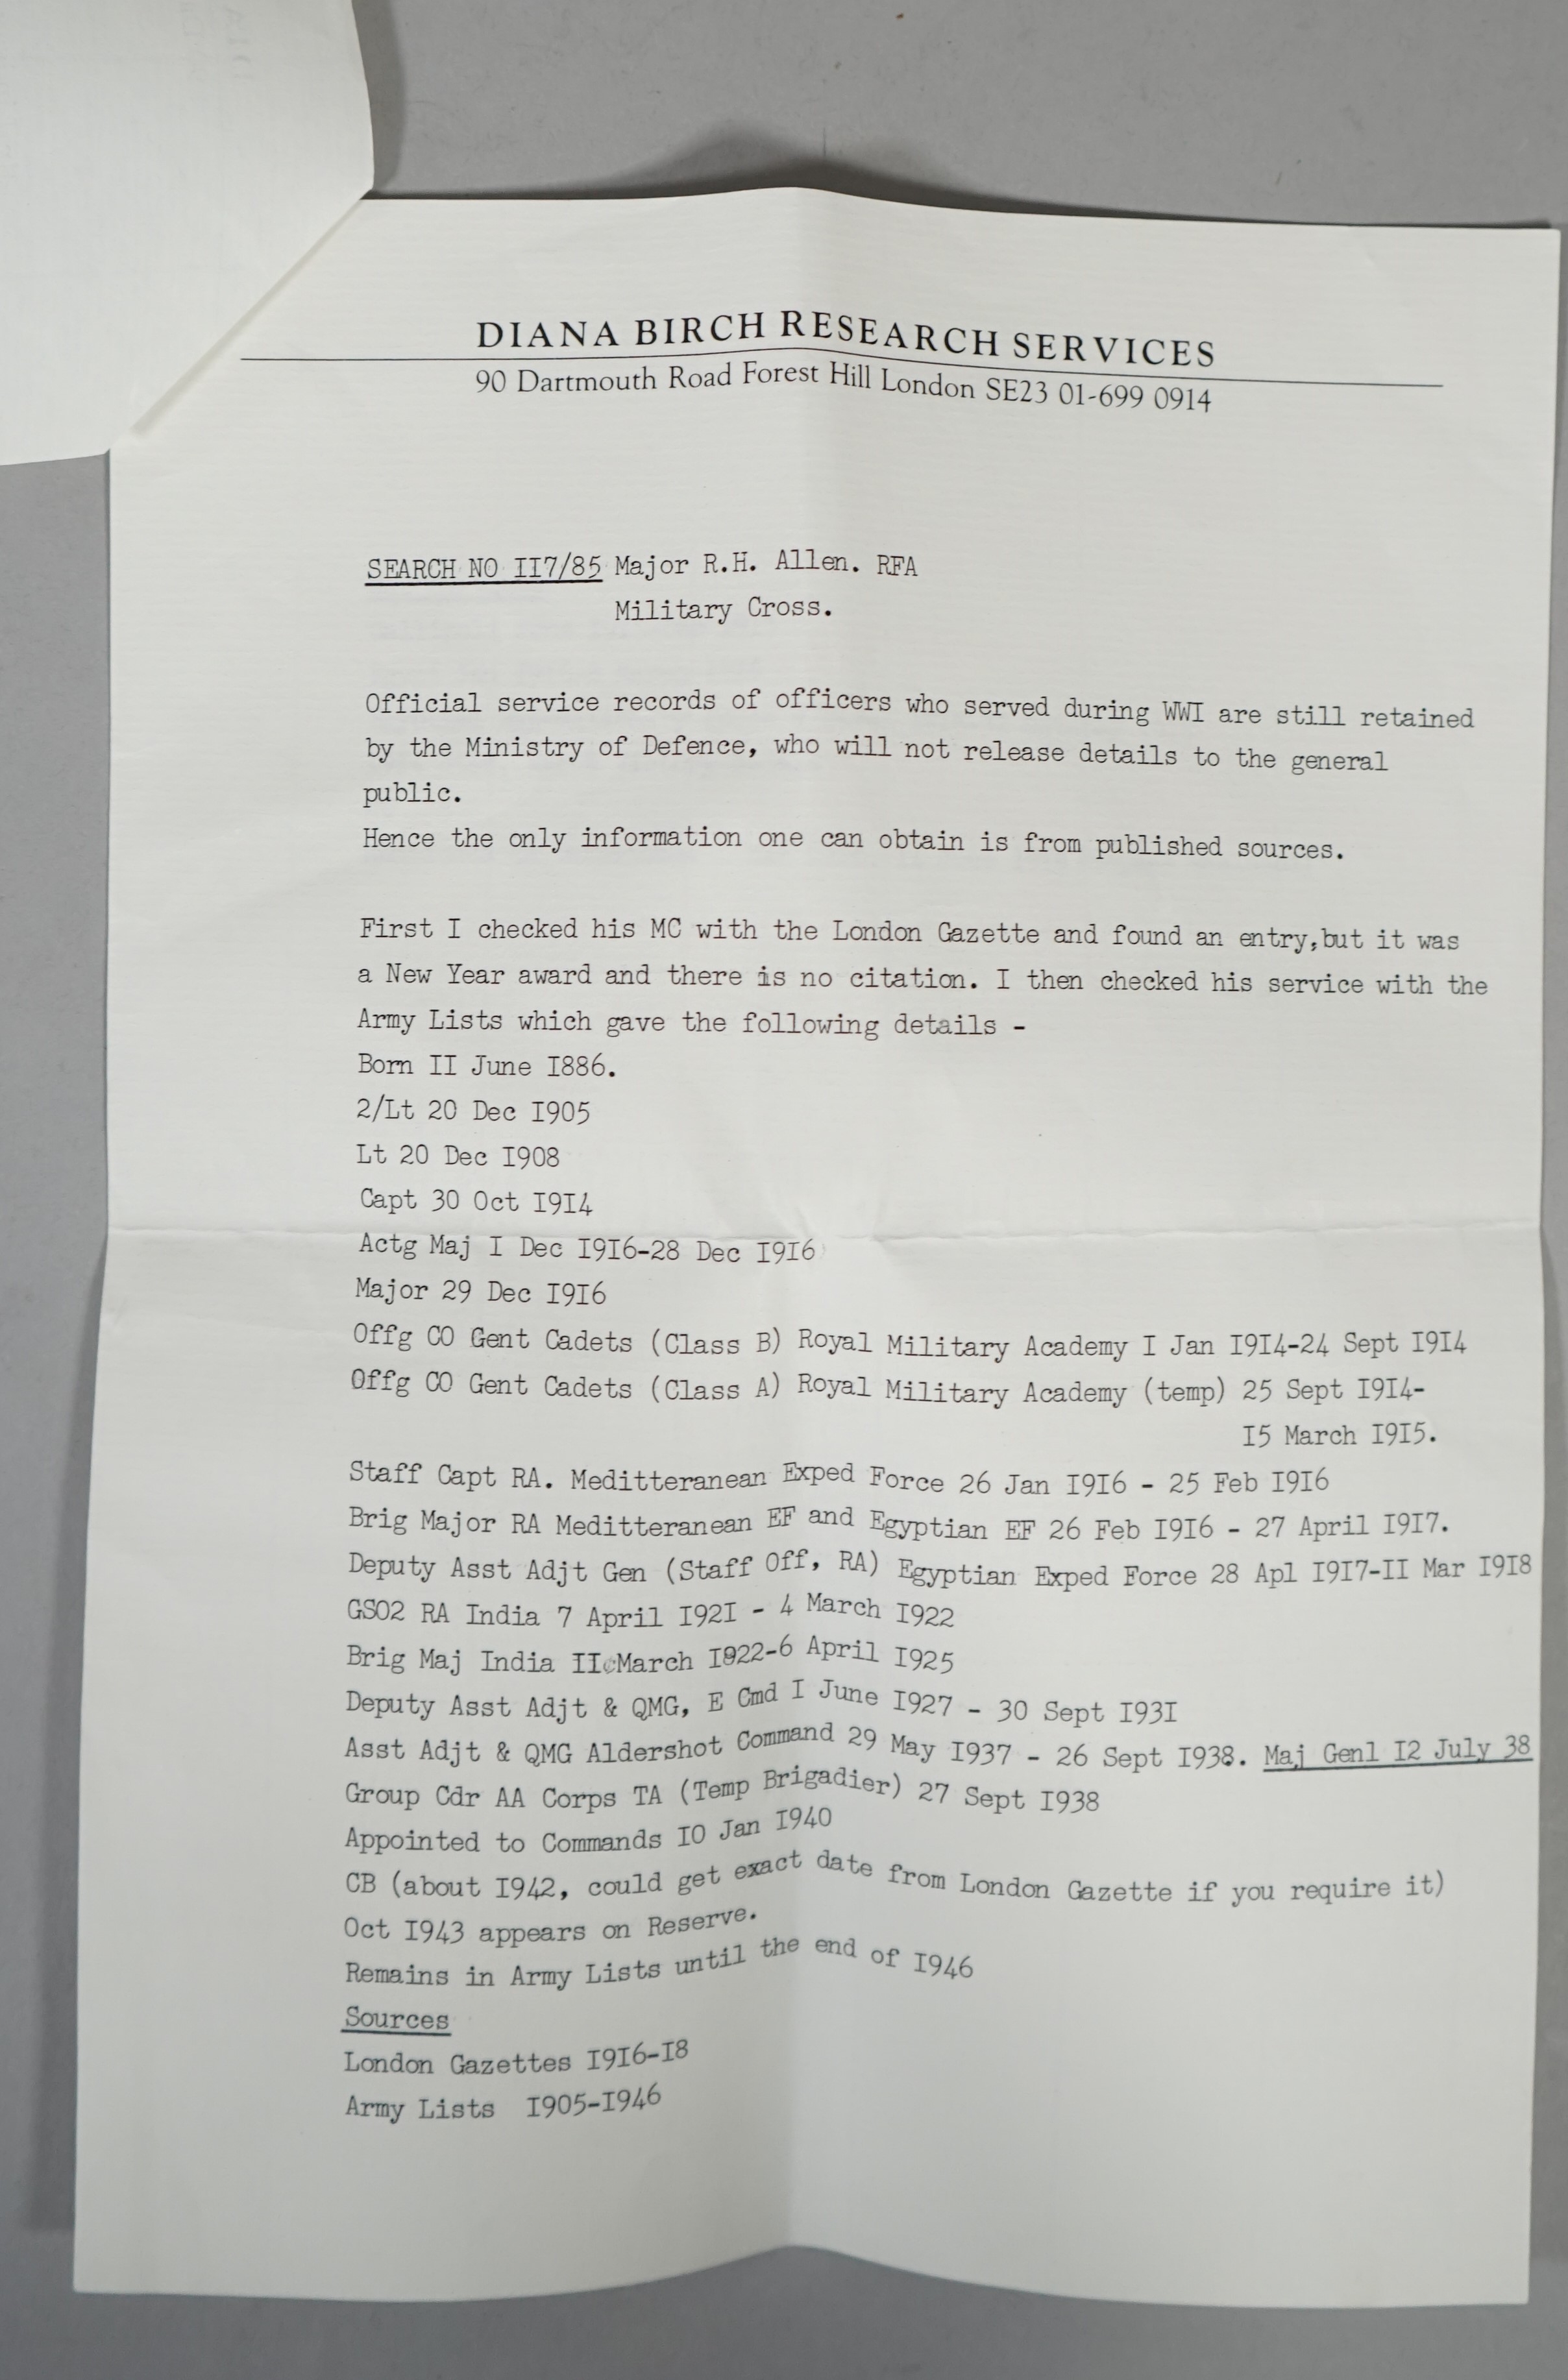 DIANA BIRCH RESEARCH SERVICES
90 Dartmouth Road Forest Hill London SE23 01-699 0914
SEARCH NO II7/85 Major R.H. Allen. RFA
Military Cross.
Official service records of officers who served during WWI are still retained
by the Ministry of Defence, who will not release details to the general
public.
Hence the only information one can obtain is from published sources.
First I checked his MC with the London Gazette and found an entry,but it was
a New Year award and there is no citation. I then checked his service with the
Army Lists which gave the following details -
Born II June I886.
2/Lt 20 Dec I905
Lt 20 Dec I908
Capt 30 Oct I9I4
Actg Maj I Dec I9I6-28 Dec I9I6
Major 29 Dec I9I6
Offg CO Gent Cadets (Class B) Royal Military Academy I Jan I9I4-24 Sept I9I4
Offg CO Gent Cadets (Class A) Royal Military Academy (temp) 25 Sept I9I4-
I5 March I9I5.
Staff Capt RA. Meditteranean Exped Force 26 Jan I9I6 - 25 Feb I9I6
Brig Major RA Meditteranean EF and Egyptian EF 26 Feb I9I6 - 27 April I9I7.
Deputy Asst Adjt Gen (Staff Off, RA) Egyptian Exped Force 28 Apl I9I7-II Mar I9I8
GSO2 RA India 7 April I92I - 4 March I922
Brig Maj India II March I922-6 April I925
Deputy Asst Adjt & QMG, E Cmd I June I927 - 30 Sept I93I
Asst Adjt & QMG Aldershot Command 29 May I937 - 26 Sept I938. Maj Genl I2 July 38
Group Cdr AA Corps TA (Temp Brigadier) 27 Sept I938
Appointed to Commands IO Jan I940
CB (about I942, could get exact date from London Gazette if you require it)
Oct I943 appears on Reserve.
Remains in Army Lists until the end of I946
Sources
London Gazettes I9I6-I8
Army Lists I905-I946